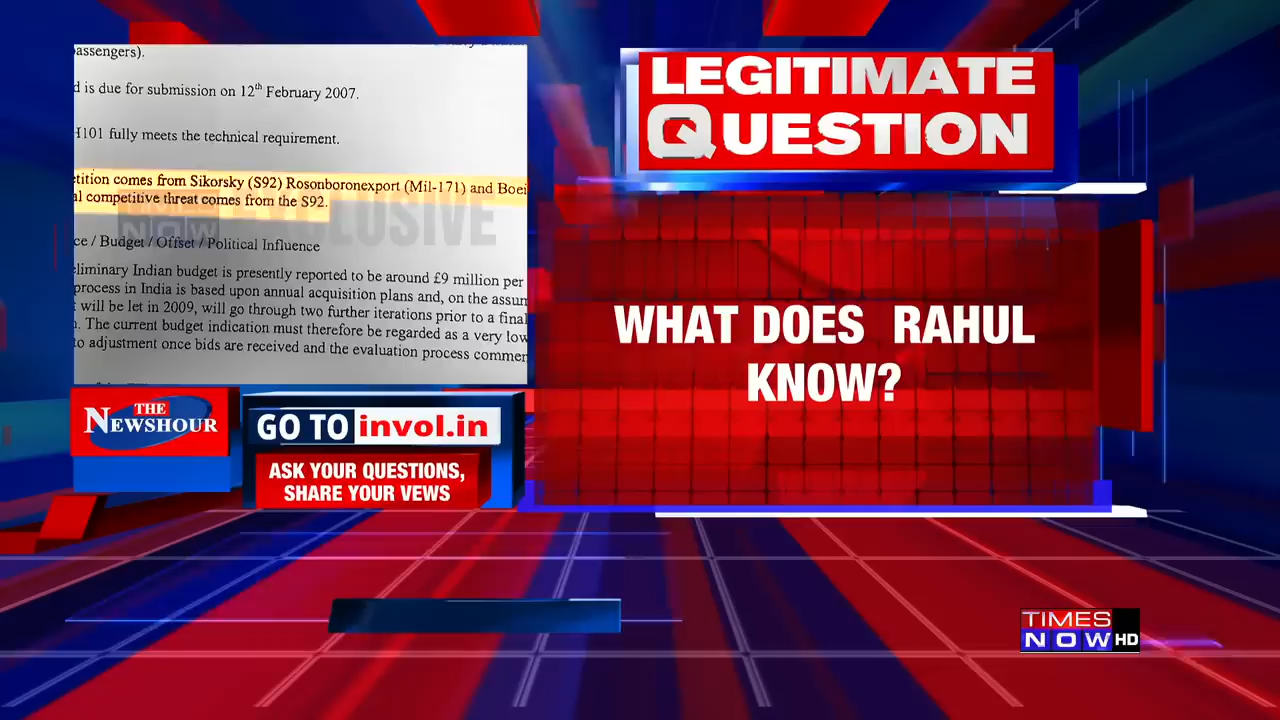 assengers).
d is due for submission on 12th February 2007.
H101 fully meets the technical requirement.
tition comes from Sikorsky (S92) Rosonboronexport (Mil-171) and Boei
al competitive threat comes from the S92.
NOW EXCLUSIVE
ce / Budget / Offset / Political Influence
eliminary Indian budget is presently reported to be around £9 million per
process in India is based upon annual acquisition plans and, on the assum
will be let in 2009, will go through two further iterations prior to a final
n. The current budget indication must therefore be regarded as a very low
to adjustment once bids are received and the evaluation process commen
LEGITIMATE
QUESTION
WHAT DOES RAHUL
KNOW?
THE
NEWSHOUR
GO TO invol.in
ASK YOUR QUESTIONS,
SHARE YOUR VEWS
TIMES
NOW HD